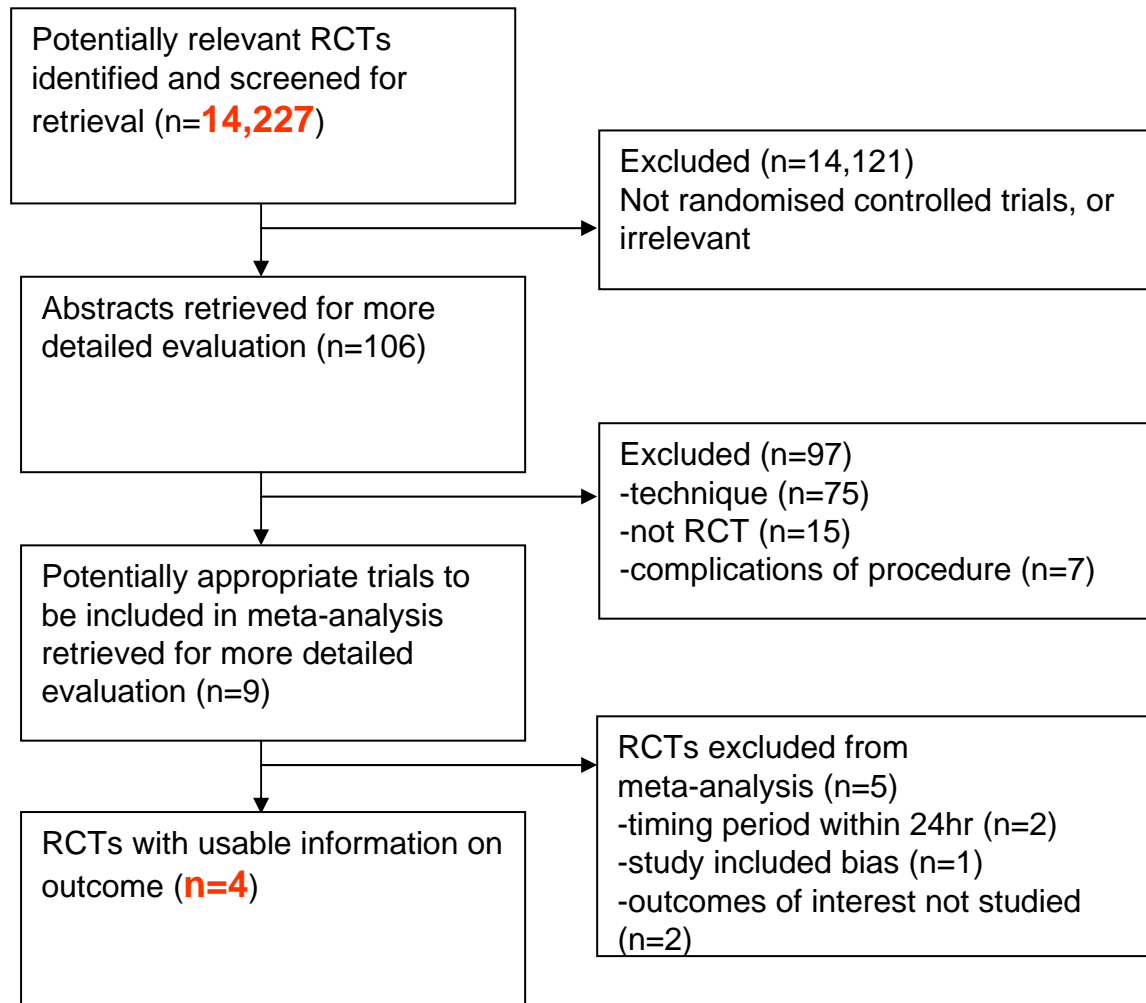 Potentially relevant RCTs
identified and screened for
retrieval (n=14,227)
Excluded (n=14,121)
Not randomised controlled trials, or
irrelevant
Abstracts retrieved for more
detailed evaluation (n=106)
Excluded (n=97)
-technique (n=75)
-not RCT (n=15)
-complications of procedure (n=7)
Potentially appropriate trials to
be included in meta-analysis
retrieved for more detailed
evaluation (n=9)
RCTs excluded from
meta-analysis (n=5)
-timing period within 24hr (n=2)
-study included bias (n=1)
-outcomes of interest not studied
(n=2)
RCTs with usable information on
outcome (n=4)